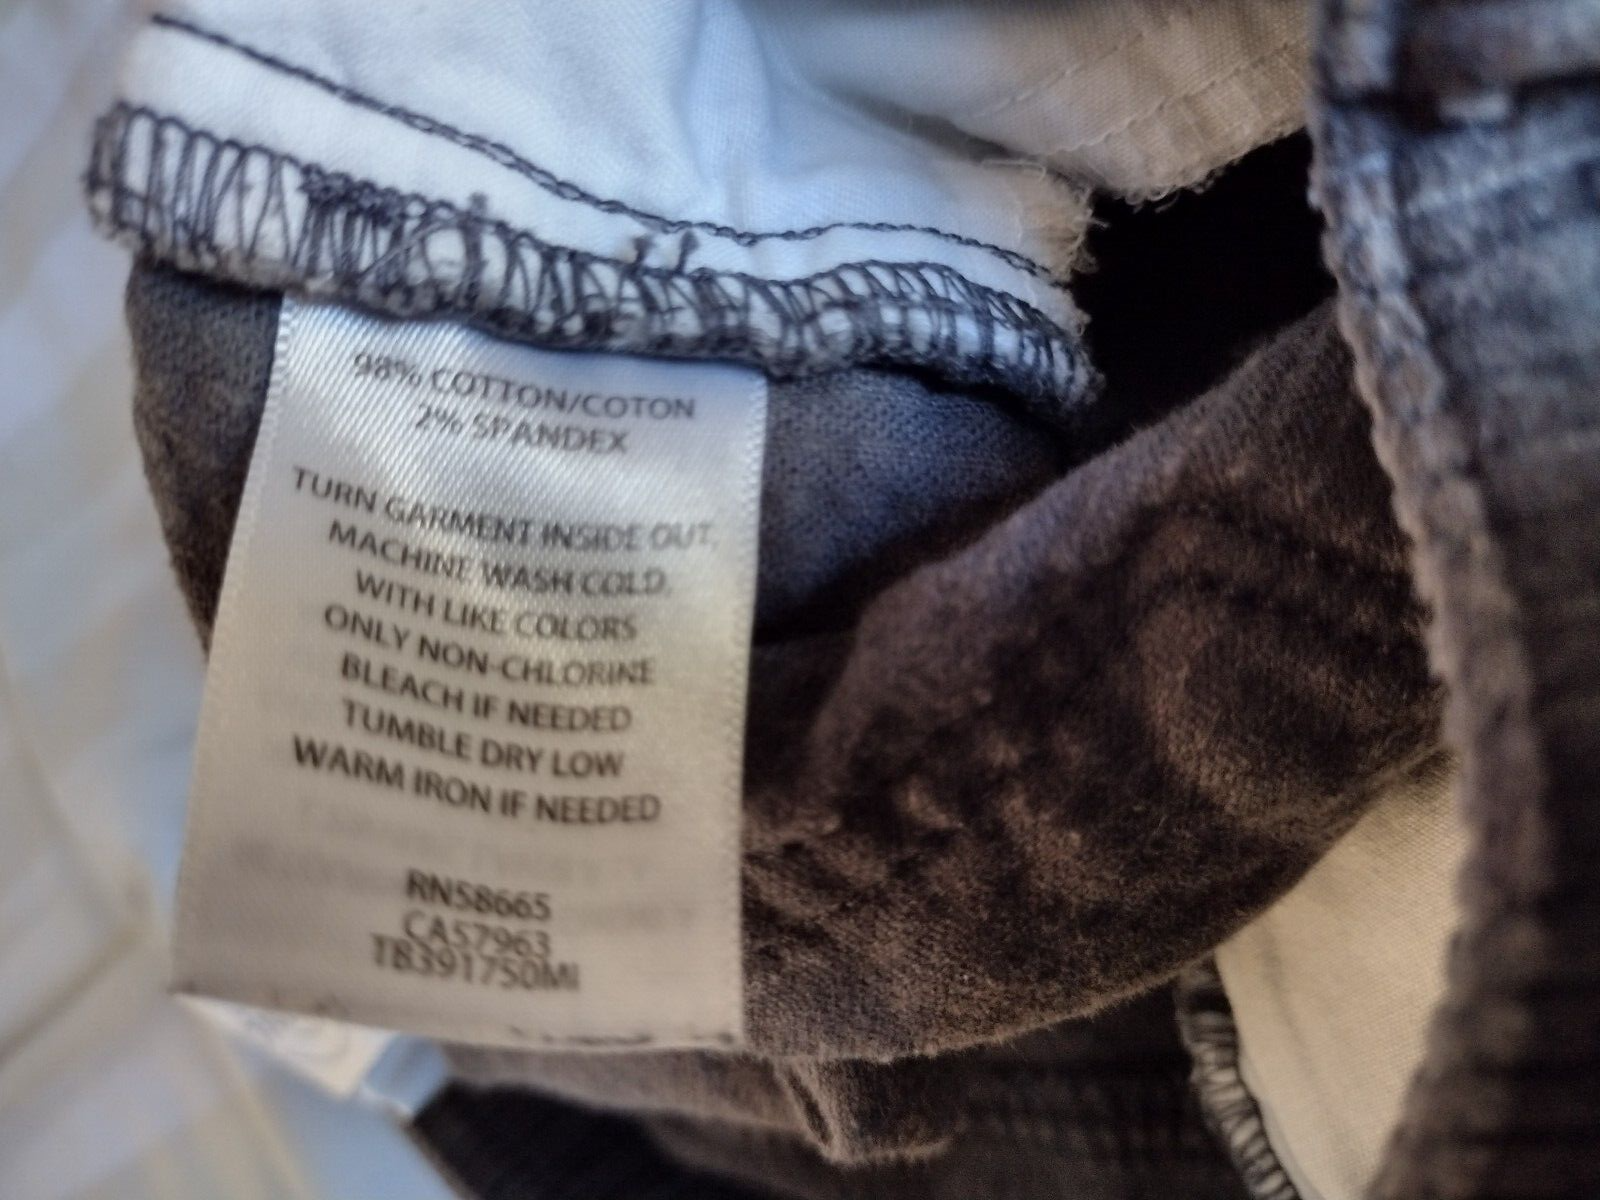 98% COTTON/COTON
2% SPANDEX
TURN GARMENT INSIDE OUT,
MACHINE WASH COLD,
WITH LIKE COLORS
ONLY NON-CHLORINE
BLEACH IF NEEDED
TUMBLE DRY LOW
WARM IRON IF NEEDED
RN58665
CA57963
TB391750MI